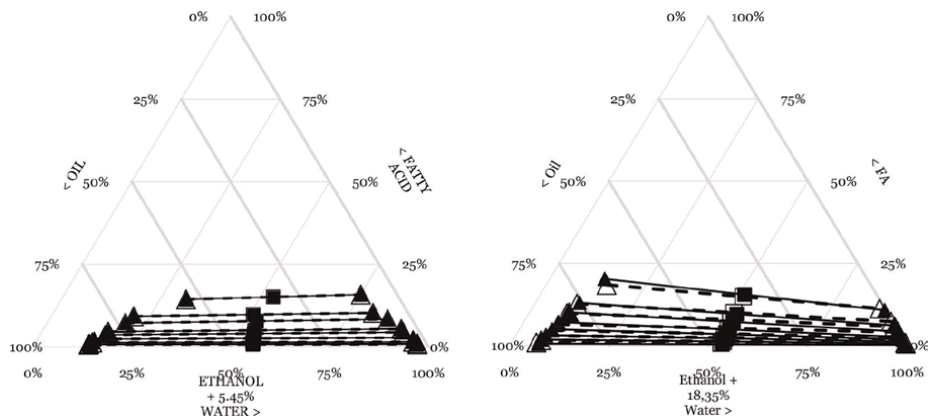 0% 100%
25% 75%
< OIL
50% 50%
< FATTY
ACID
75% 25%
100% 0%
0% 25% 50% 75% 100%
ETHANOL
+ 5.45%
WATER >
0% 100%
25% 75%
< Oil
50% 50%
< FA
75% 25%
100% 0%
0% 25% 50% 75% 100%
Ethanol +
18,35%
Water >